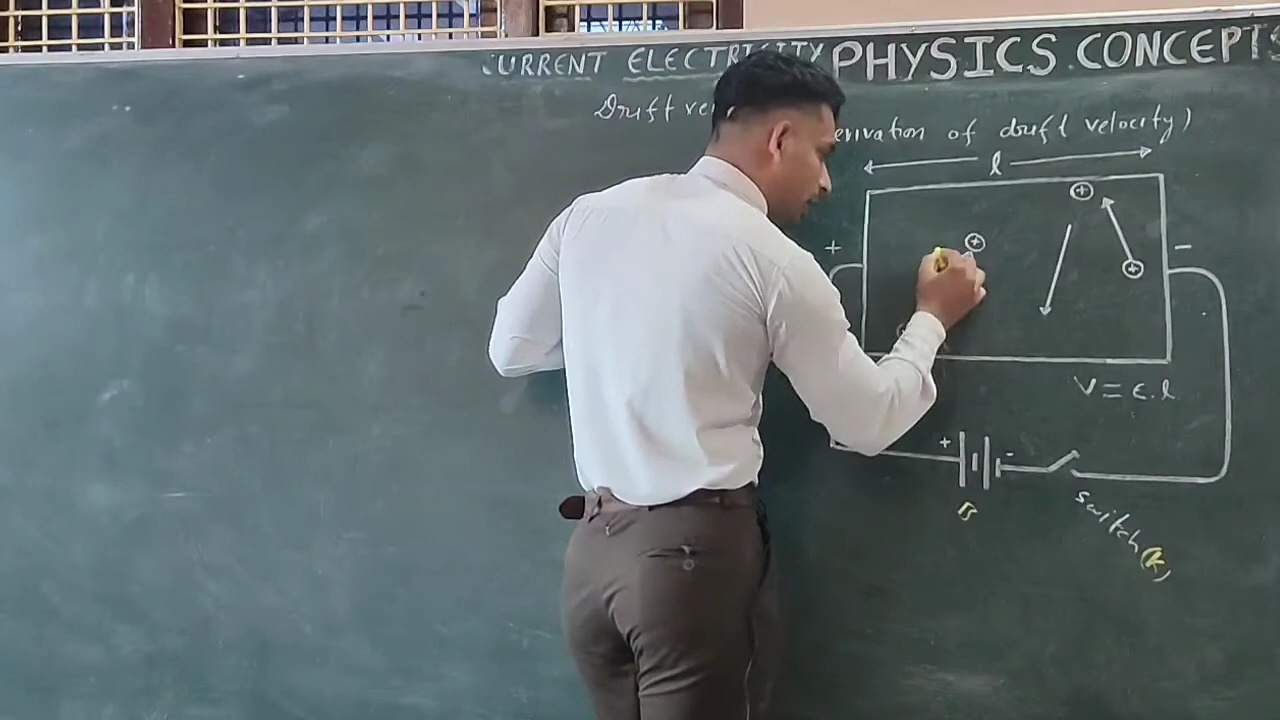 CURRENT ELECTRICITY PHYSICS CONCEPTS
Drift ve
erivation of drift velocity)
l
+
+
+
+
-
V = E.l
+
-
B
switch (K)